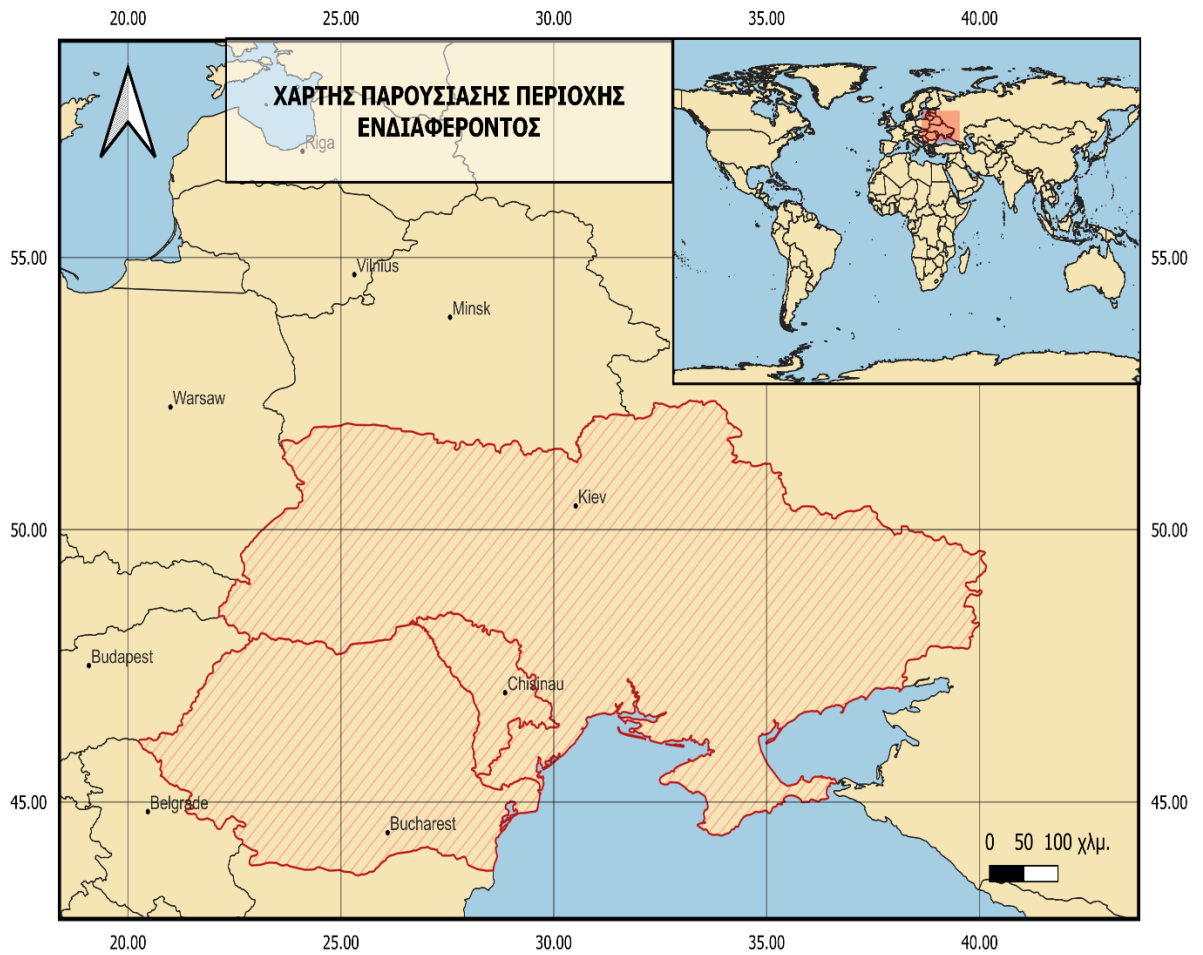 20.00 25.00 30.00 35.00 40.00
ΧΑΡΤΗΣ ΠΑΡΟΥΣΙΑΣΗΣ ΠΕΡΙΟΧΗΣ
ΕΝΔΙΑΦΕΡΟΝΤΟΣ
Riga
55.00 55.00
Vilnius
Minsk
Warsaw
Kiev
50.00 50.00
Budapest
Chisinau
45.00 45.00
Belgrade
Bucharest
0 50 100 χλμ.
20.00 25.00 30.00 35.00 40.00